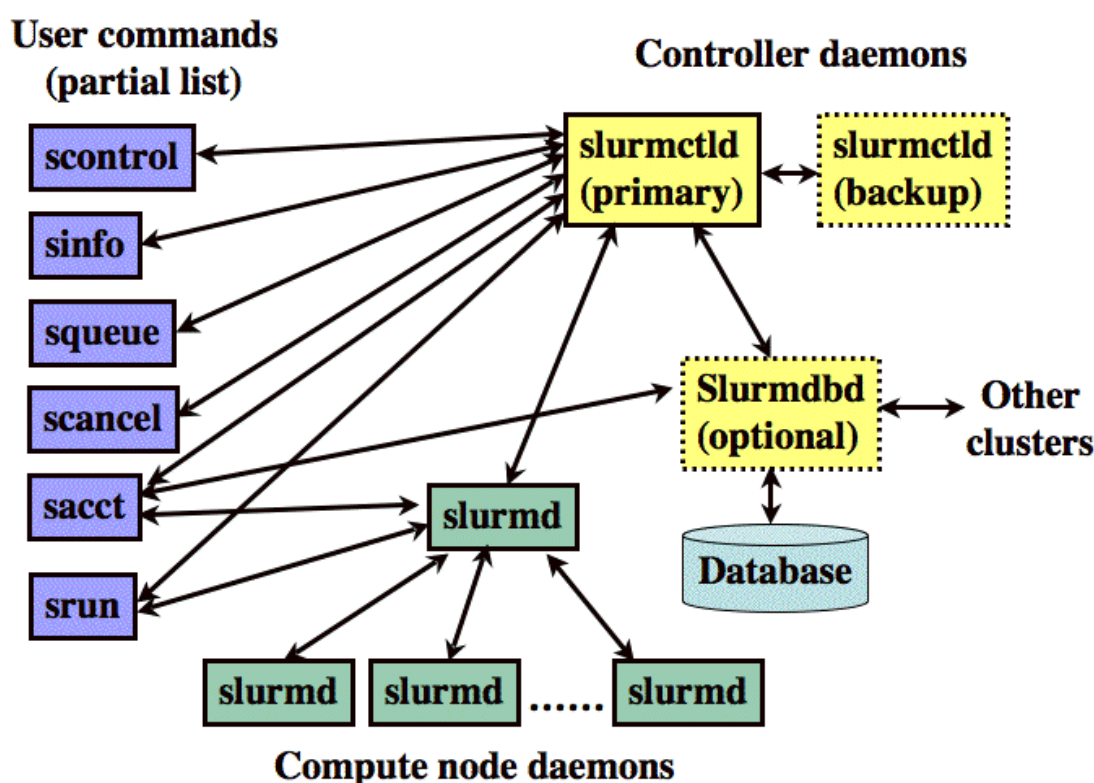 User commands
(partial list)
Controller daemons
scontrol
slurmctld
(primary)
slurmctld
(backup)
sinfo
squeue
scancel
Slurmdbd
(optional)
Other
clusters
sacct
slurmd
Database
srun
slurmd
slurmd
......
slurmd
Compute node daemons